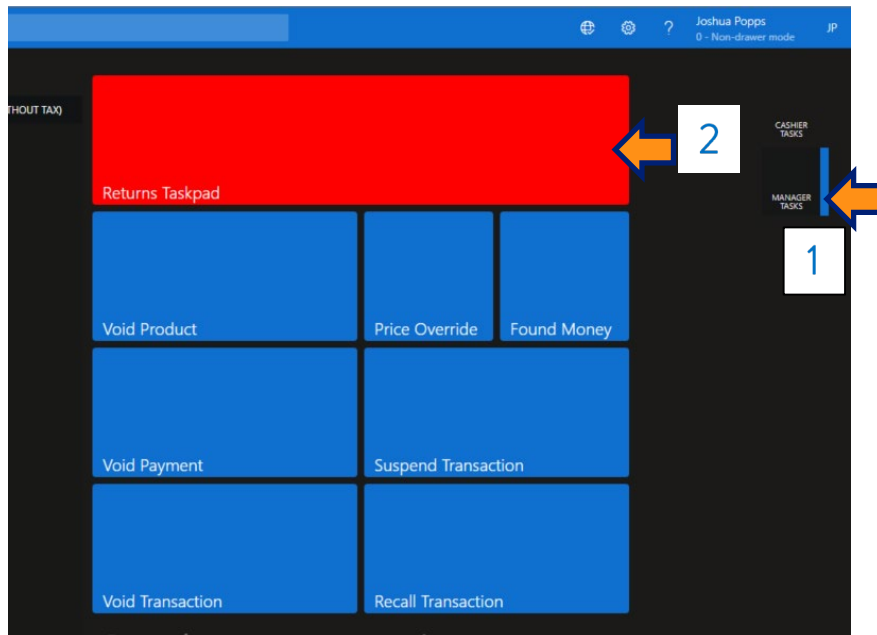 Joshua Popps
0 - Non-drawer mode
JP
?
THOUT TAX)
Returns Taskpad
2
CASHIER
TASKS
MANAGER
TASKS
1
Void Product
Price Override
Found Money
Void Payment
Suspend Transaction
Void Transaction
Recall Transaction